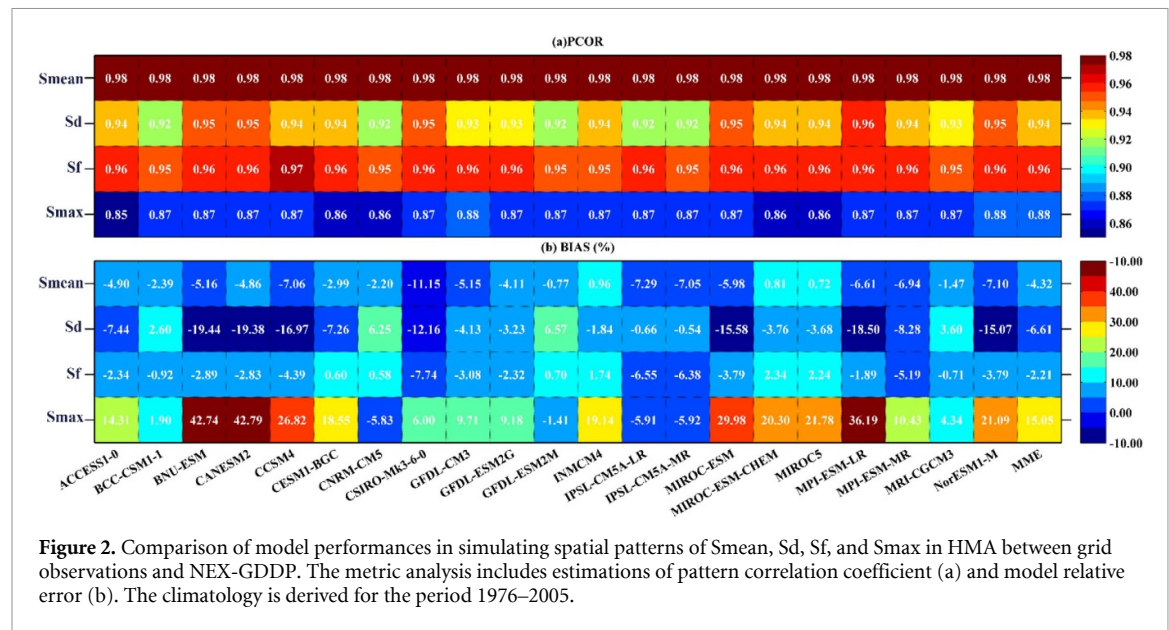 (a)PCOR
Smean 0.98 0.98 0.98 0.98 0.98 0.98 0.98 0.98 0.98 0.98 0.98 0.98 0.98 0.98 0.98 0.98 0.98 0.98 0.98 0.98 0.98 0.98
Sd 0.94 0.92 0.95 0.95 0.94 0.94 0.92 0.95 0.93 0.93 0.92 0.94 0.92 0.92 0.95 0.94 0.94 0.96 0.94 0.93 0.95 0.94
Sf 0.96 0.95 0.96 0.96 0.97 0.96 0.95 0.96 0.96 0.96 0.95 0.95 0.96 0.95 0.96 0.96 0.96 0.96 0.96 0.95 0.96 0.96
Smax 0.85 0.87 0.87 0.87 0.87 0.86 0.86 0.87 0.88 0.87 0.87 0.87 0.87 0.87 0.87 0.86 0.86 0.87 0.87 0.87 0.88 0.88
0.98
0.96
0.94
0.92
0.90
0.88
0.86
(b) BIAS (%)
Smean -4.90 -2.39 -5.16 -4.86 -7.06 -2.99 -2.20 -11.15 -5.15 -4.11 -0.77 0.96 -7.29 -7.05 -5.98 0.81 0.72 -6.61 -6.94 -1.47 -7.10 -4.32
Sd -7.44 2.60 -19.44 -19.38 -16.97 -7.26 6.25 -12.16 -4.13 -3.23 6.57 -1.84 -0.66 -0.54 -15.58 -3.76 -3.68 -18.50 -8.28 3.60 -15.07 -6.61
Sf -2.34 -0.92 -2.89 -2.83 -4.39 0.60 0.58 -7.74 -3.08 -2.32 0.70 1.74 -6.55 -6.38 -3.79 2.34 2.24 -1.89 -5.19 -0.71 -3.79 -2.21
Smax 14.31 1.90 42.74 42.79 26.82 18.55 -5.83 6.00 9.71 9.18 -1.41 19.14 -5.91 -5.92 29.98 20.30 21.78 36.19 10.43 4.34 21.09 15.05
-10.00
40.00
30.00
20.00
10.00
0.00
-10.00
ACCESS1-0 BCC-CSM1-1 BNU-ESM CANESM2 CCSM4 CESM1-BGC CNRM-CM5 CSIRO-Mk3-6-0 GFDL-CM3 GFDL-ESM2G GFDL-ESM2M INMCM4 IPSL-CM5A-LR IPSL-CM5A-MR MIROC-ESM MIROC-ESM-CHEM MIROC5 MPI-ESM-LR MPI-ESM-MR MRI-CGCM3 NorESM1-M MME
Figure 2. Comparison of model performances in simulating spatial patterns of Smean, Sd, Sf, and Smax in HMA between grid
observations and NEX-GDDP. The metric analysis includes estimations of pattern correlation coefficient (a) and model relative
error (b). The climatology is derived for the period 1976–2005.